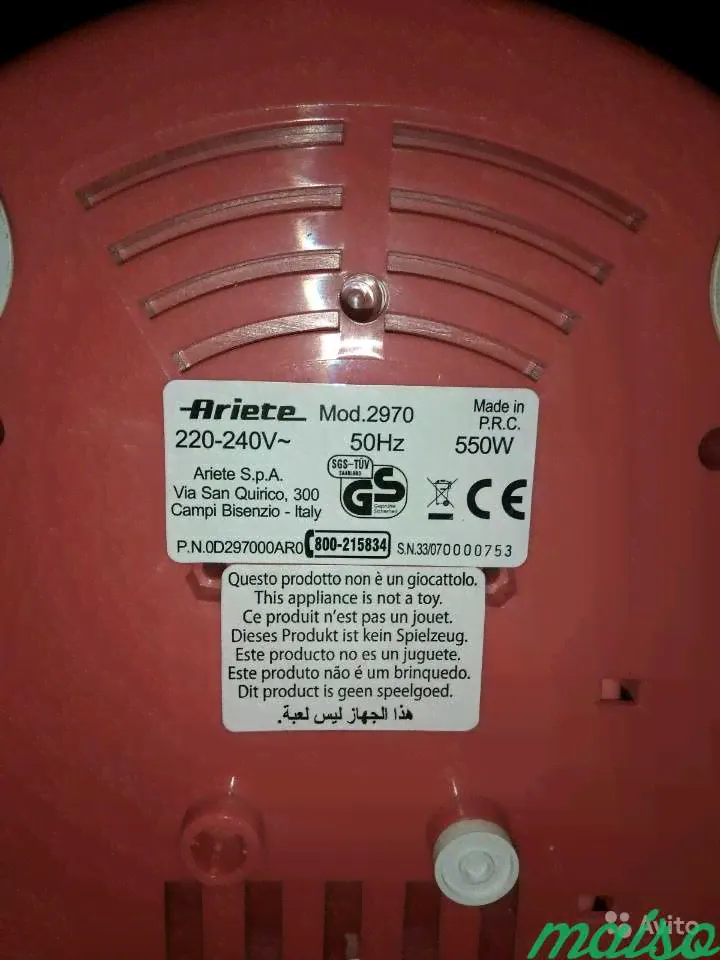 Ariete Mod.2970 Made in P.R.C.
220-240V~ 50Hz 550W
Ariete S.p.A.
Via San Quirico, 300
Campi Bisenzio - Italy
SGS-TÜV
SAARLAND
GS
geprüfte
Sicherheit
CE
P.N.0D297000AR0 800-215834 S.N.33/070000753
Questo prodotto non è un giocattolo.
This appliance is not a toy.
Ce produit n'est pas un jouet.
Dieses Produkt ist kein Spielzeug.
Este producto no es un juguete.
Este produto não é um brinquedo.
Dit product is geen speelgoed.
هذا الجهاز ليس لعبة.
Avito
maiso